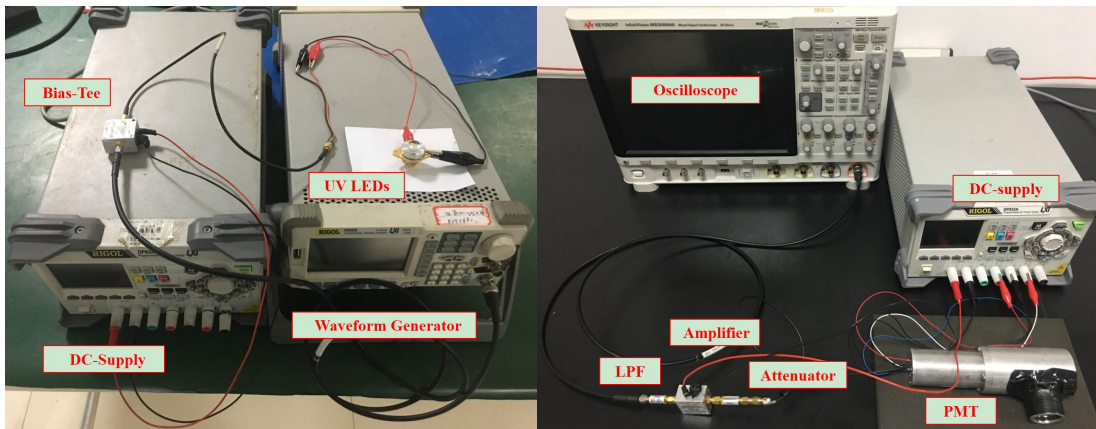 Bias-Tee
UV LEDs
RIGOL
RIGOL
Waveform Generator
DC-Supply
KEYSIGHT
Oscilloscope
DC-supply
RIGOL
Amplifier
LPF
Attenuator
PMT